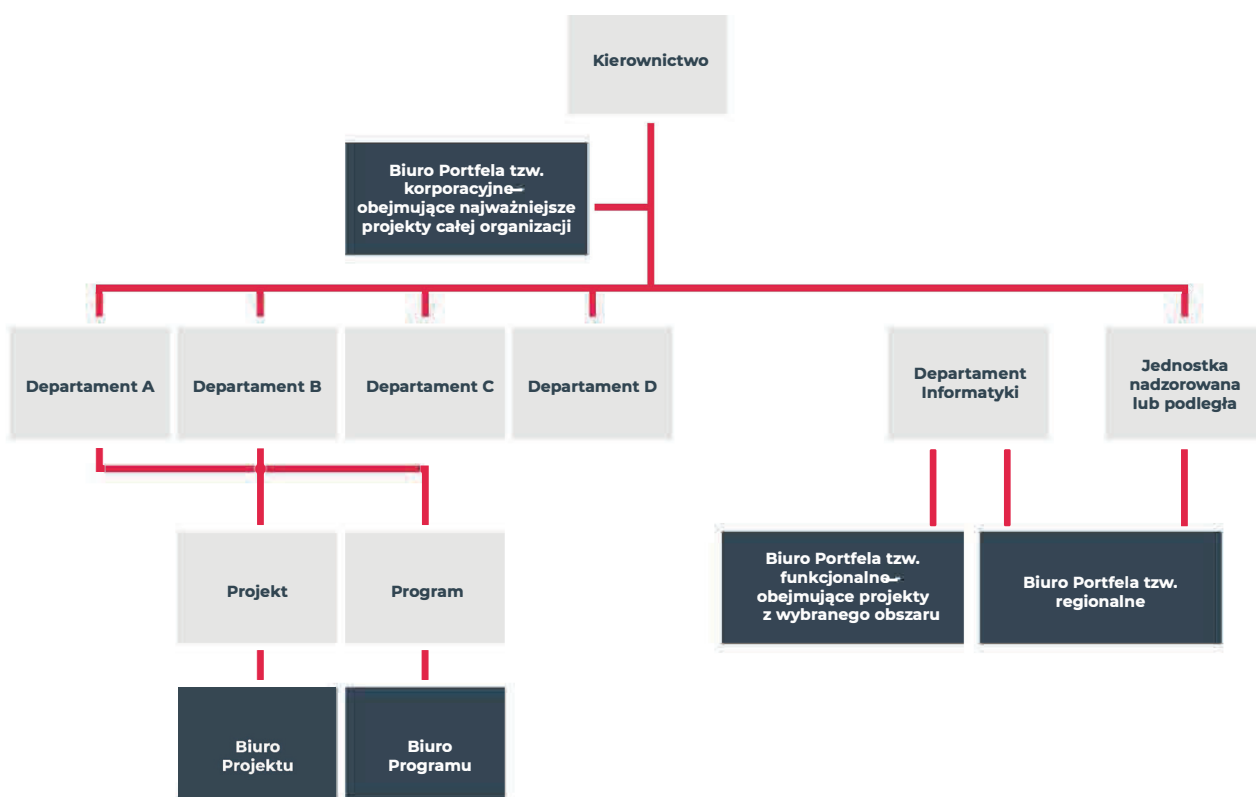 Kierownictwo
Biuro Portfela tzw.
korporacyjne–
obejmujące najważniejsze
projekty całej organizacji
Departament A
Departament B
Departament C
Departament D
Departament
Informatyki
Jednostka
nadzorowana
lub podległa
Projekt
Program
Biuro Portfela tzw.
funkcjonalne–
obejmujące projekty
z wybranego obszaru
Biuro Portfela tzw.
regionalne
Biuro
Projektu
Biuro
Programu